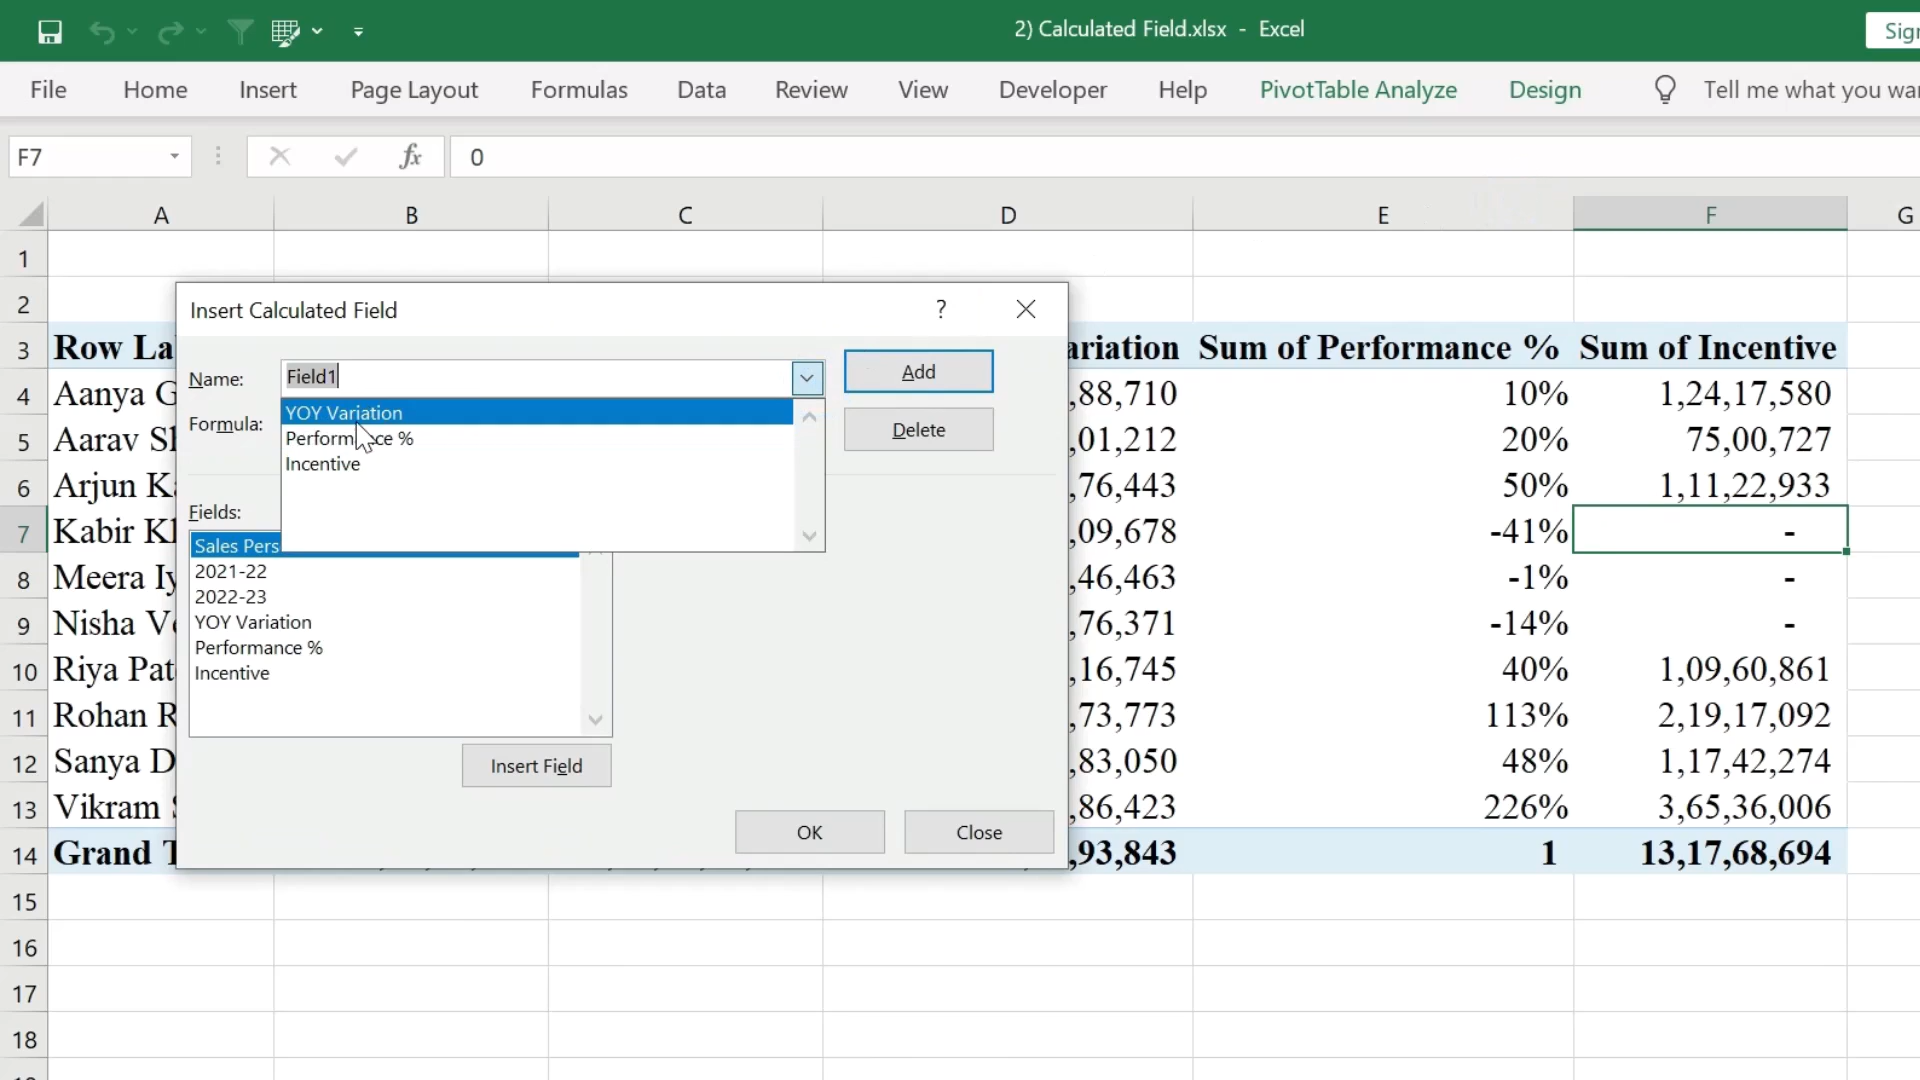 2) Calculated Field.xlsx - Excel
File Home Insert Page Layout Formulas Data Review View Developer Help PivotTable Analyze Design Tell me what you
F7 fx 0
A B C D E F G
1
2
3 Row Sum of Performance % Sum of Incentive
4 Aanya ,88,710 10% 1,24,17,580
5 Aarav ,01,212 20% 75,00,727
6 Arjun ,76,443 50% 1,11,22,933
7 Kabir ,09,678 -41% -
8 Meera ,46,463 -1% -
9 Nisha ,76,371 -14% -
10 Riya ,16,745 40% 1,09,60,861
11 Rohan ,73,773 113% 2,19,17,092
12 Sanya ,83,050 48% 1,17,42,274
13 Vikram ,86,423 226% 3,65,36,006
14 Grand ,93,843 1 13,17,68,694
15
16
17
18
Insert Calculated Field ?
Name: Field1 Add
Formula: Delete
YOY Variation
Performance %
Incentive
Fields:
Sales Pers
2021-22
2022-23
YOY Variation
Performance %
Incentive
Insert Field
OK Close